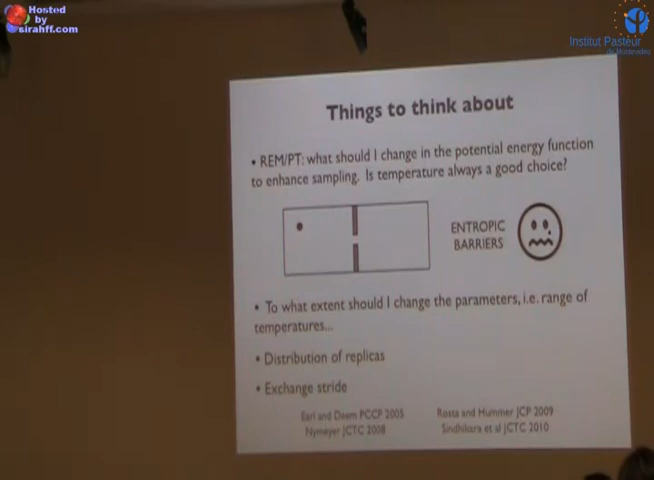 Hosted
by
sirahff.com
Institut Pasteur
de Montevideo
Things to think about
• REM/PT: what should I change in the potential energy function
to enhance sampling. Is temperature always a good choice?
ENTROPIC
BARRIERS
• To what extent should I change the parameters, i.e. range of
temperatures...
• Distribution of replicas
• Exchange stride
Earl and Deem PCCP 2005
Rosta and Hummer JCP 2009
Nymeyer JCTC 2008
Sindhikara et al JCTC 2010